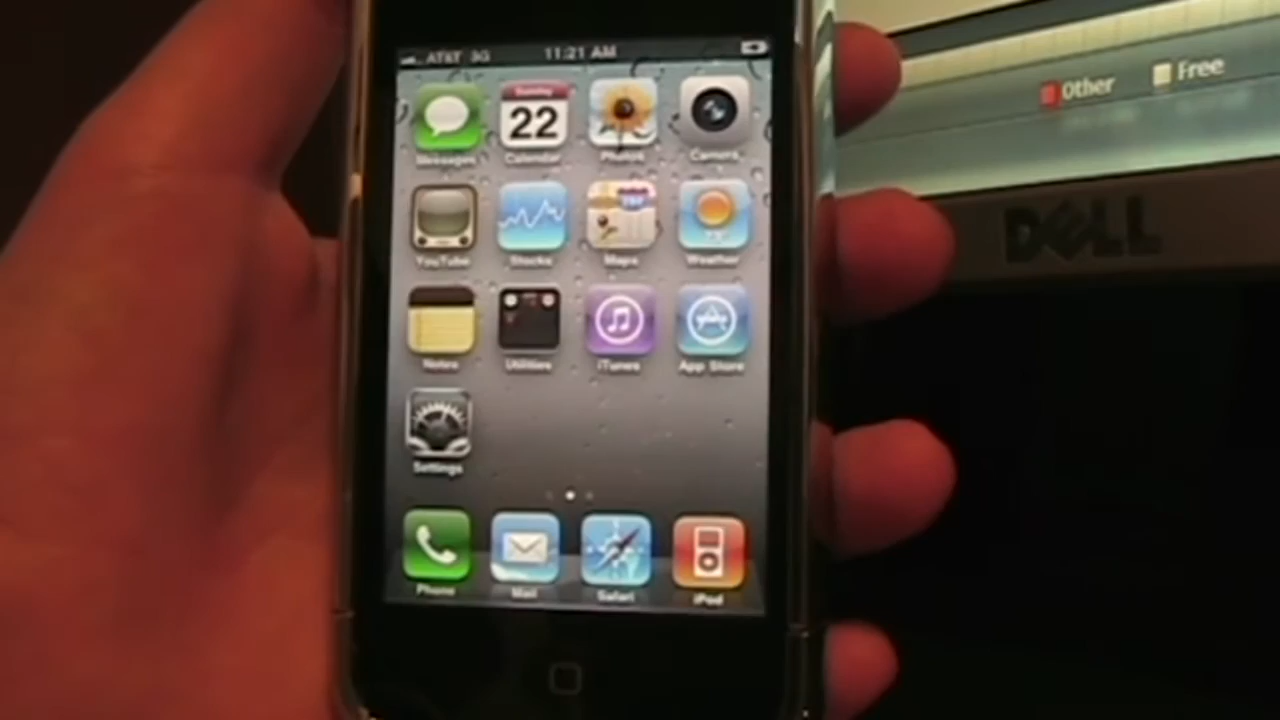 AT&T 3G 11:21 AM
Other Free
Sunday
22
Messages Calendar Photos Camera
DELL
YouTube Stocks Maps Weather
Notes Utilities iTunes App Store
Settings
Phone Mail Safari iPod